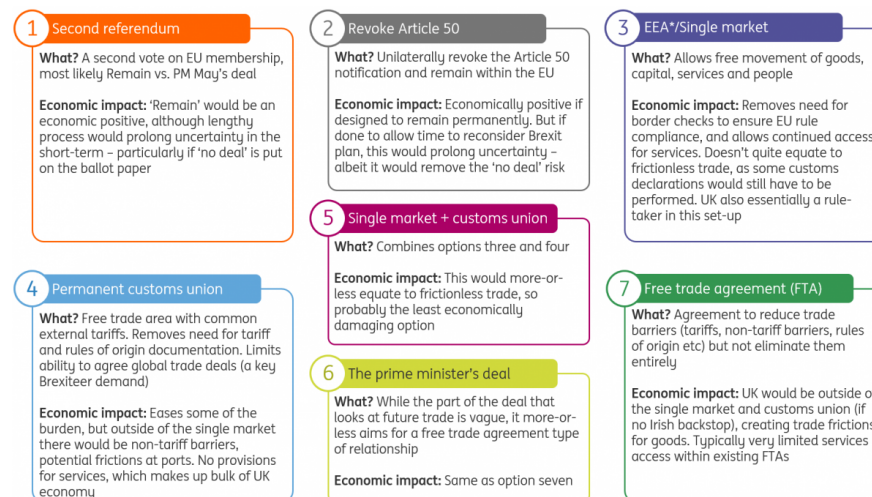 1 Second referendum
What? A second vote on EU membership,
most likely Remain vs. PM May's deal
Economic impact: 'Remain' would be an
economic positive, although lengthy
process would prolong uncertainty in the
short-term – particularly if 'no deal' is put
on the ballot paper
2 Revoke Article 50
What? Unilaterally revoke the Article 50
notification and remain within the EU
Economic impact: Economically positive if
designed to remain permanently. But if
done to allow time to reconsider Brexit
plan, this would prolong uncertainty –
albeit it would remove the 'no deal' risk
3 EEA*/Single market
What? Allows free movement of goods,
capital, services and people
Economic impact: Removes need for
border checks to ensure EU rule
compliance, and allows continued access
for services. Doesn't quite equate to
frictionless trade, as some customs
declarations would still have to be
performed. UK also essentially a rule-
taker in this set-up
4 Permanent customs union
What? Free trade area with common
external tariffs. Removes need for tariff
and rules of origin documentation. Limits
ability to agree global trade deals (a key
Brexiteer demand)
Economic impact: Eases some of the
burden, but outside of the single market
there would be non-tariff barriers,
potential frictions at ports. No provisions
for services, which makes up bulk of UK
economy
5 Single market + customs union
What? Combines options three and four
Economic impact: This would more-or-
less equate to frictionless trade, so
probably the least economically
damaging option
6 The prime minister's deal
What? While the part of the deal that
looks at future trade is vague, it more-or-
less aims for a free trade agreement type
of relationship
Economic impact: Same as option seven
7 Free trade agreement (FTA)
What? Agreement to reduce trade
barriers (tariffs, non-tariff barriers, rules
of origin etc) but not eliminate them
entirely
Economic impact: UK would be outside o
the single market and customs union (if
no Irish backstop), creating trade frictions
for goods. Typically very limited services
access within existing FTAs